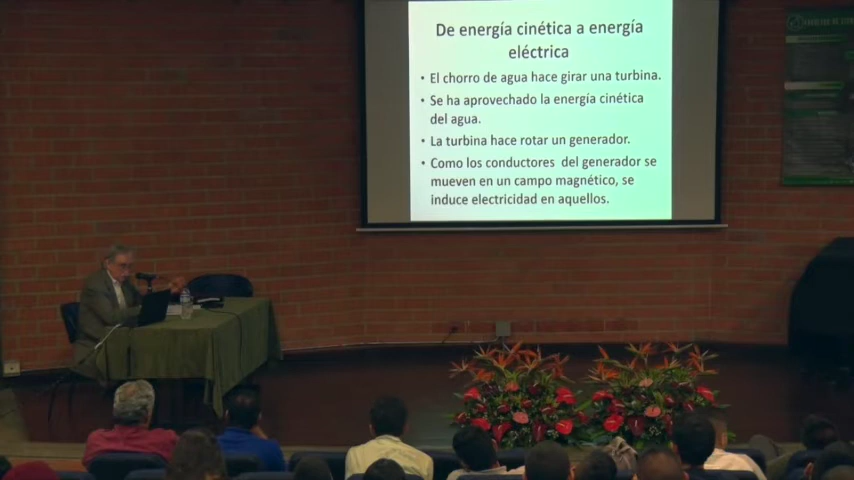 De energía cinética a energía
eléctrica
• El chorro de agua hace girar una turbina.
• Se ha aprovechado la energía cinética
del agua.
• La turbina hace rotar un generador.
• Como los conductores del generador se
mueven en un campo magnético, se
induce electricidad en aquellos.